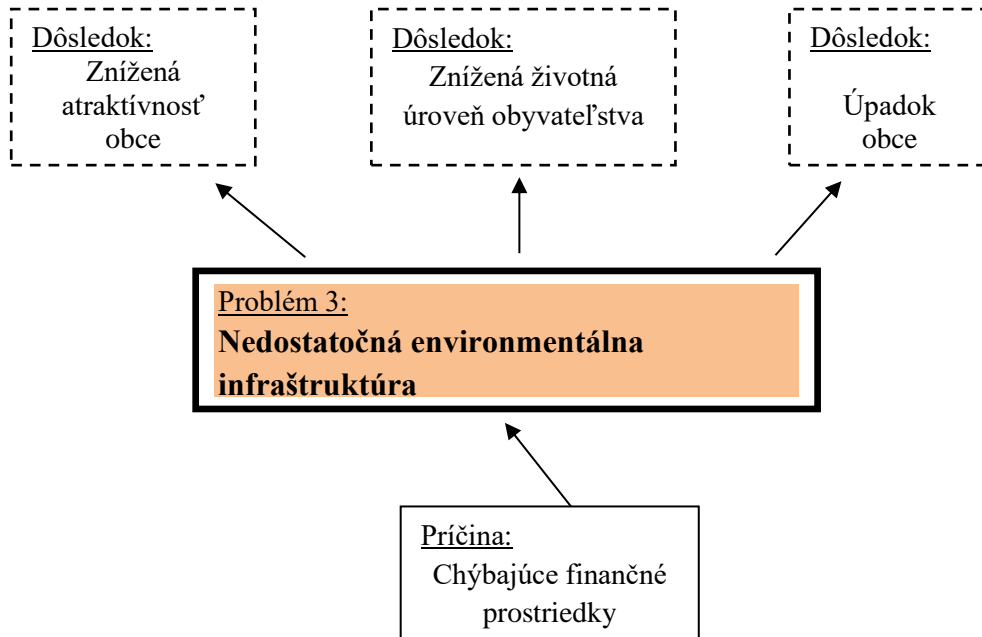 Dôsledok:
Znížená
atraktívnosť
obce
Dôsledok:
Znížená životná
úroveň obyvateľstva
Dôsledok:
Úpadok
obce
Problém 3:
Nedostatočná environmentálna
infraštruktúra
Príčina:
Chýbajúce finančné
prostriedky